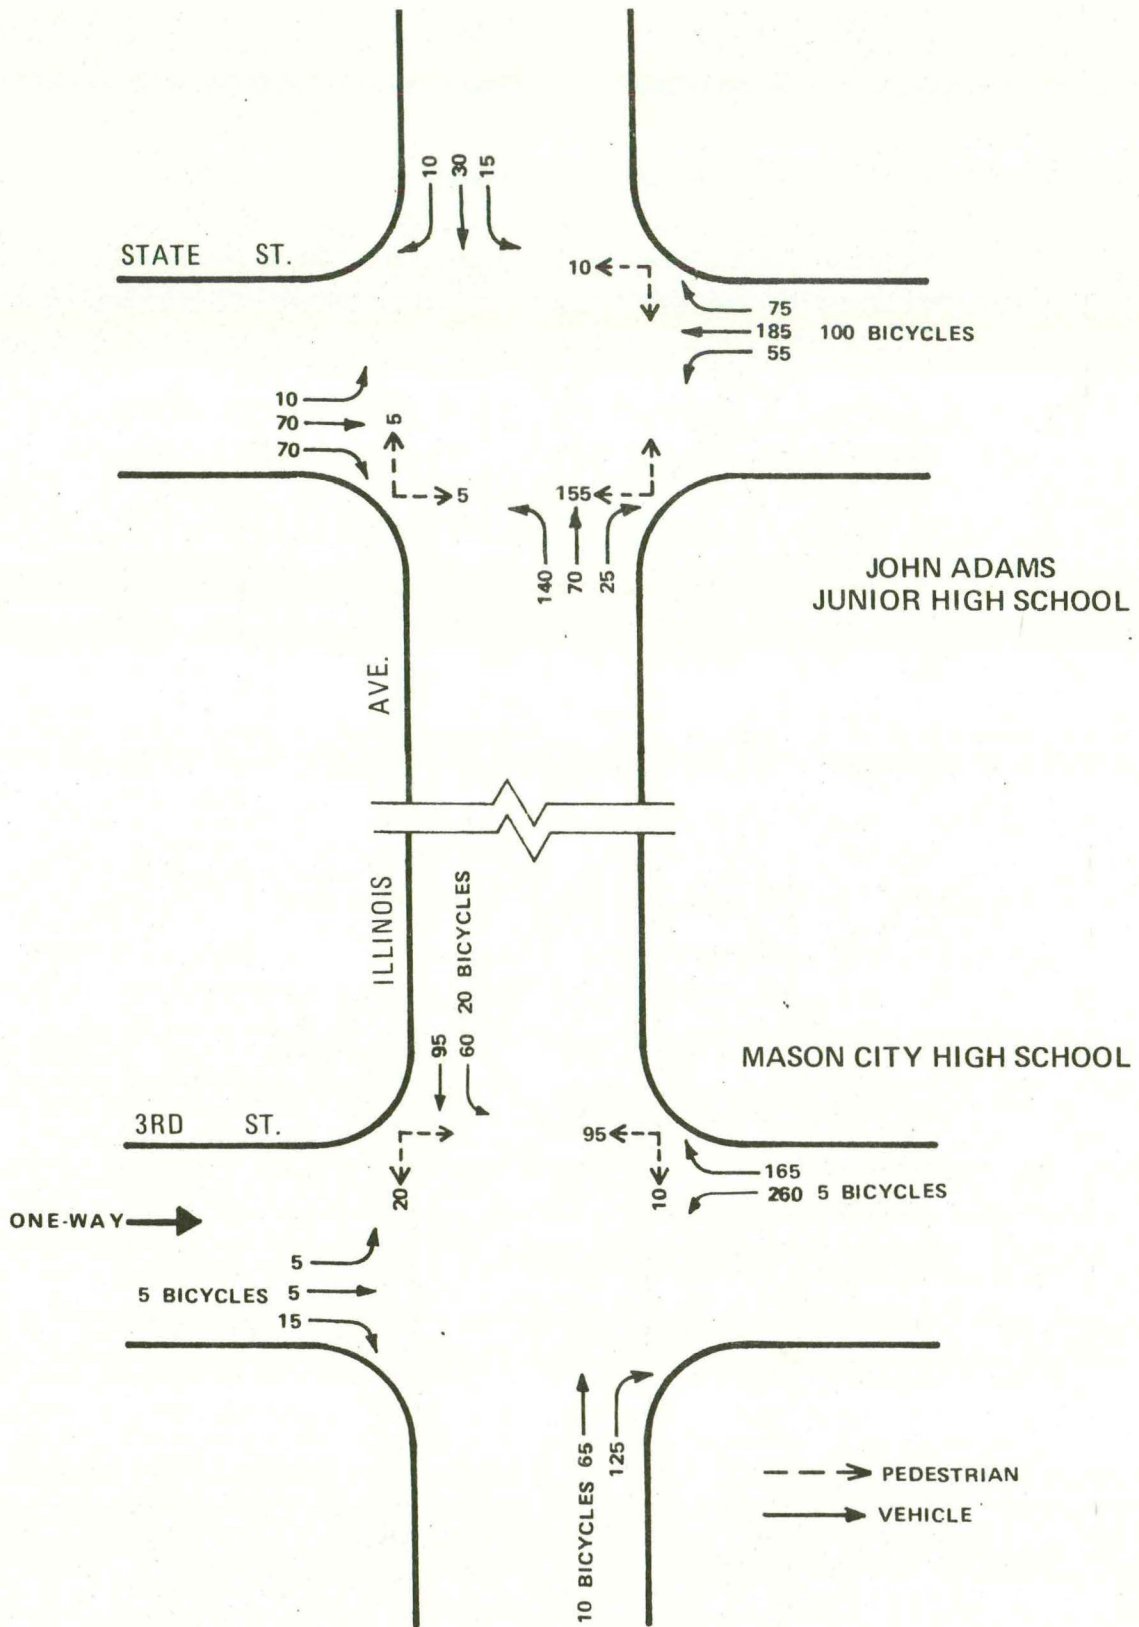 10
30
15
STATE ST.
10
75
185 100 BICYCLES
55
10
70
70
5
5
155
140
70
25
JOHN ADAMS
JUNIOR HIGH SCHOOL
ILLINOIS AVE.
95
60 20 BICYCLES
MASON CITY HIGH SCHOOL
3RD ST.
95
165
260 5 BICYCLES
20
10
ONE-WAY
5
5 BICYCLES 5
15
10 BICYCLES 65
125
PEDESTRIAN
VEHICLE